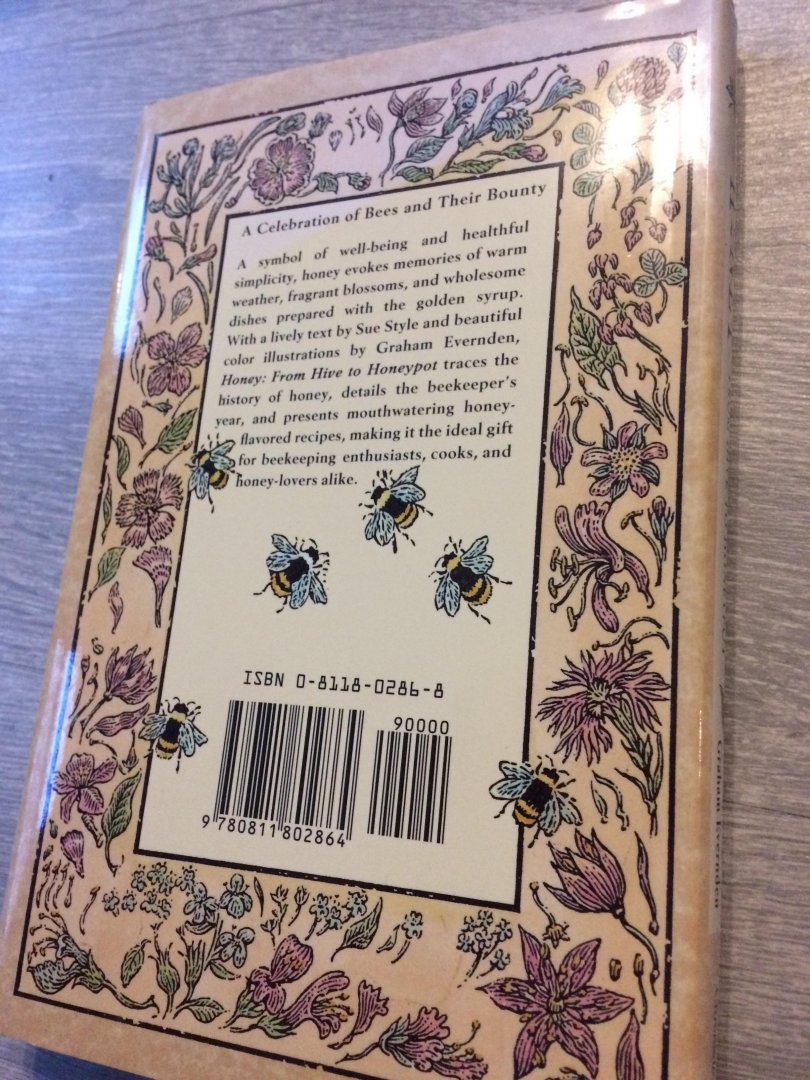 A Celebration of Bees and Their Bounty
A symbol of well-being and healthful
simplicity, honey evokes memories of warm
weather, fragrant blossoms, and wholesome
dishes prepared with the golden syrup.
With a lively text by Sue Style and beautiful
color illustrations by Graham Evernden,
Honey: From Hive to Honeypot traces the
history of honey, details the beekeeper's
year, and presents mouthwatering honey-
flavored recipes, making it the ideal gift
for beekeeping enthusiasts, cooks, and
honey-lovers alike.
ISBN 0-8118-0286-8
90000
9 780811 802864
Graham Evernden